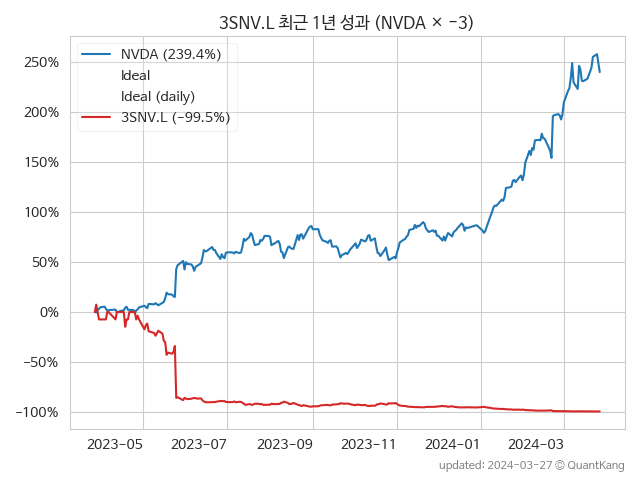 3SNV.L 최근 1년 성과 (NVDA × −3)
NVDA (239.4%)
Ideal
Ideal (daily)
3SNV.L (−99.5%)
250%
200%
150%
100%
50%
0%
−50%
−100%
2023-05
2023-07
2023-09
2023-11
2024-01
2024-03
updated: 2024-03-27 © QuantKang